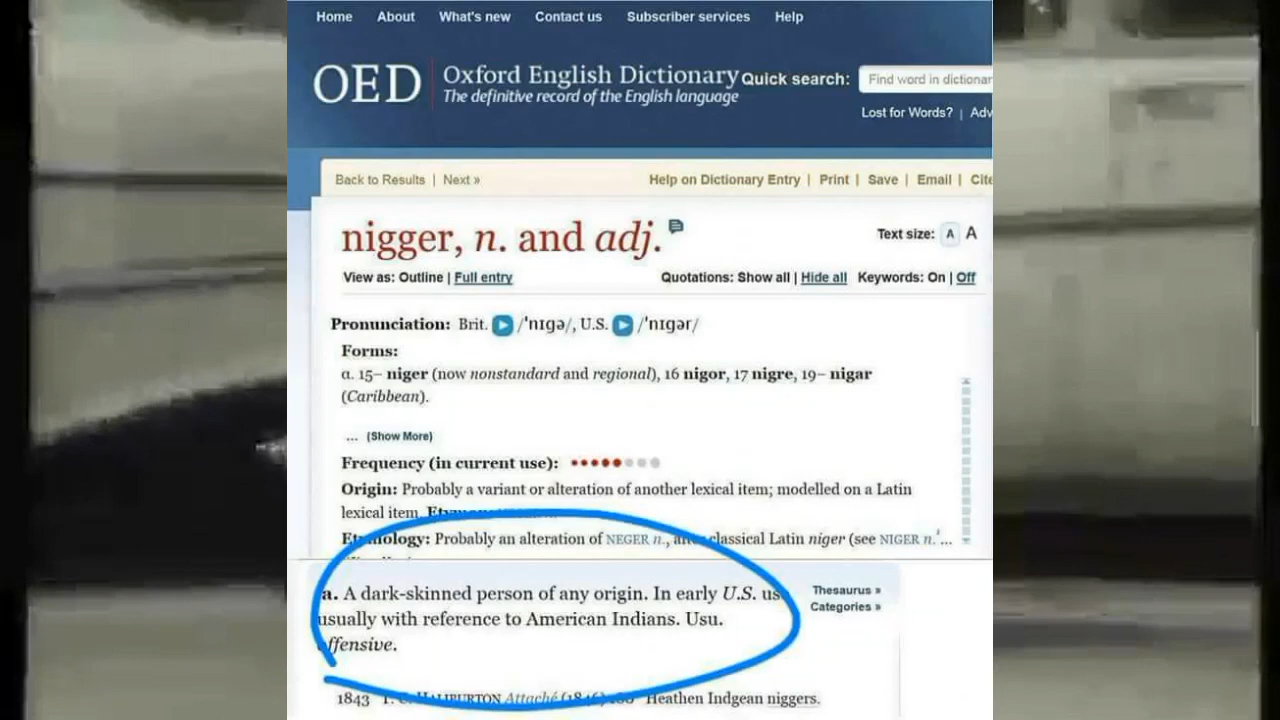 Home About What's new Contact us Subscriber services Help
OED Oxford English Dictionary Quick search: Find word in dictionar
The definitive record of the English language
Lost for Words? | Adv
Back to Results | Next » Help on Dictionary Entry | Print | Save | Email | Cite
nigger, n. and adj. Text size: A A
View as: Outline | Full entry Quotations: Show all | Hide all Keywords: On | Off
Pronunciation: Brit. /ˈnɪɡə/, U.S. /ˈnɪɡər/
Forms:
α. 15– niger (now nonstandard and regional), 16 nigor, 17 nigre, 19– nigar
(Caribbean).
... (Show More)
Frequency (in current use):
Origin: Probably a variant or alteration of another lexical item; modelled on a Latin
lexical item.
Etymology: Probably an alteration of NEGER n., after classical Latin niger (see NIGER n.¹...
a. A dark-skinned person of any origin. In early U.S. use
usually with reference to American Indians. Usu.
offensive.
Thesaurus »
Categories »
1843 T. C. HALIBURTON Attaché (1846) Heathen Indgean niggers.